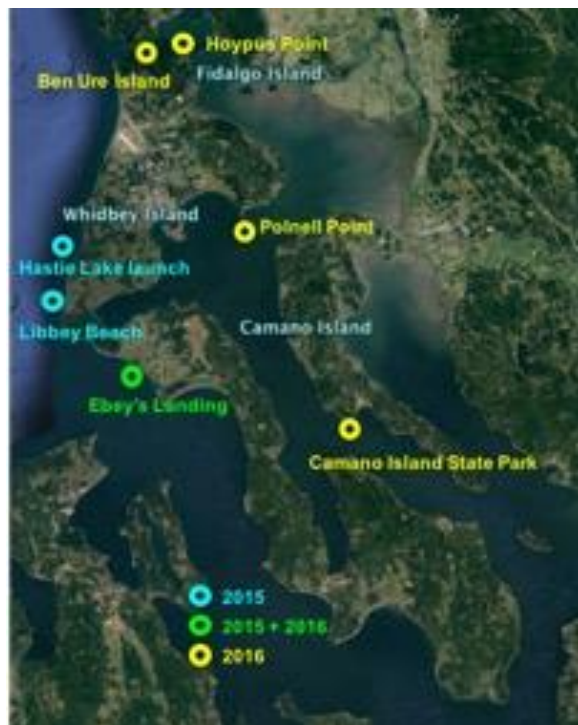 Hoypus Point
Ben Ure Island
Fidalgo Island
Whidbey Island
Polnell Point
Hastie Lake launch
Libbey Beach
Camano Island
Ebey's Landing
Camano Island State Park
2015
2015 + 2016
2016